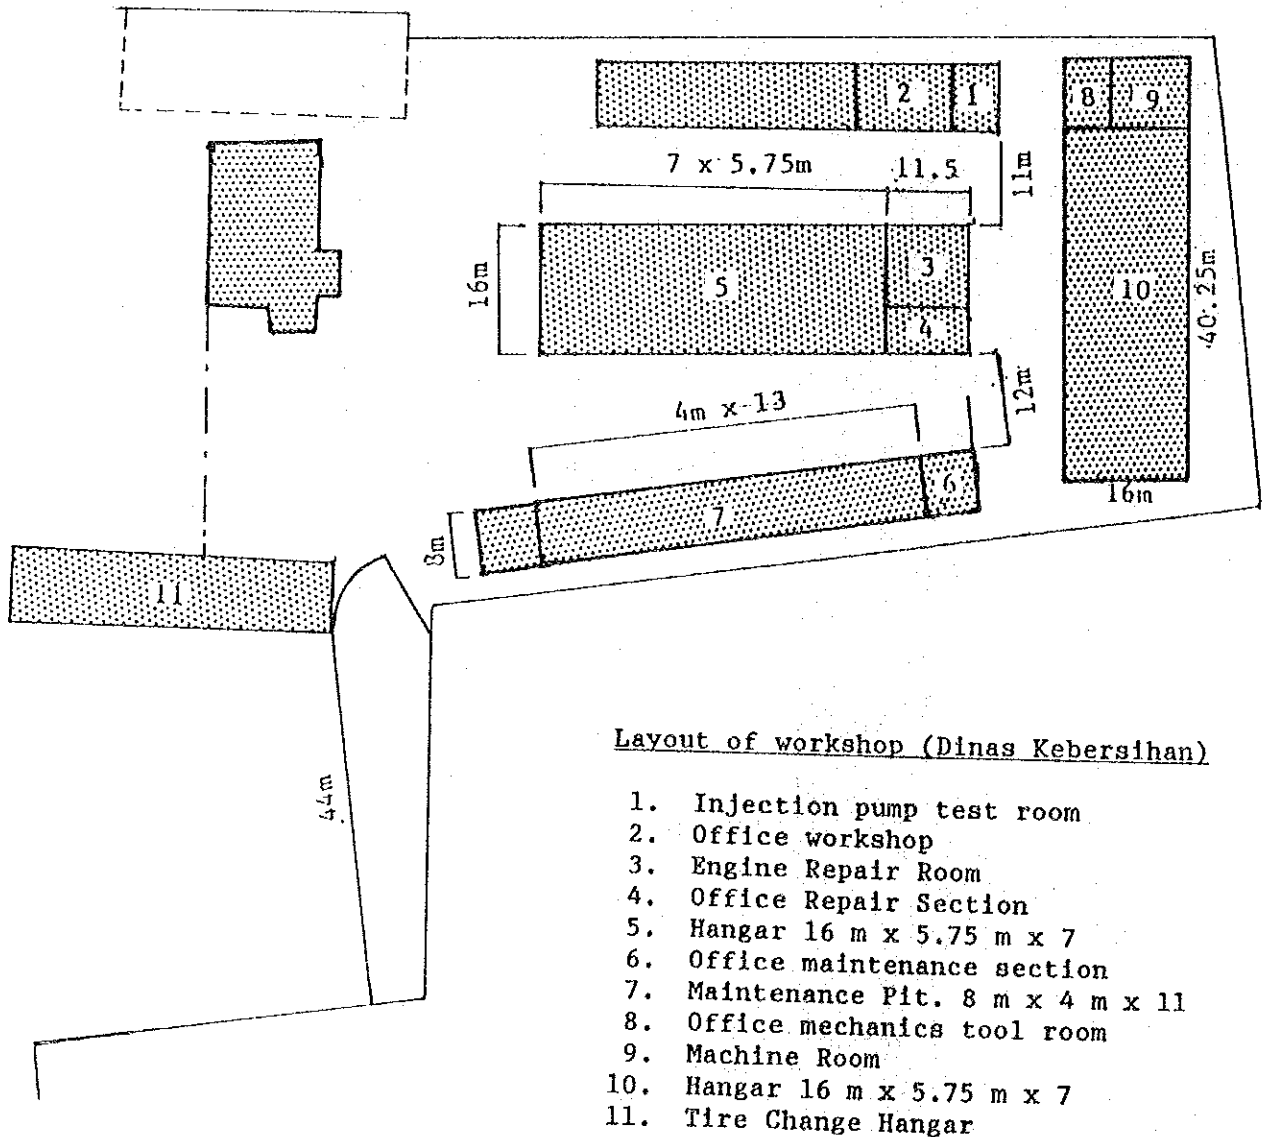 2
1
8
9
7 x 5.75m
11.5
11m
16m
5
3
4
10
40.25m
12m
4m x 13
6
7
16m
8m
11
44m
Layout of workshop (Dinas Kebersihan)
1. Injection pump test room
2. Office workshop
3. Engine Repair Room
4. Office Repair Section
5. Hangar 16 m x 5.75 m x 7
6. Office maintenance section
7. Maintenance Pit. 8 m x 4 m x 11
8. Office mechanics tool room
9. Machine Room
10. Hangar 16 m x 5.75 m x 7
11. Tire Change Hangar